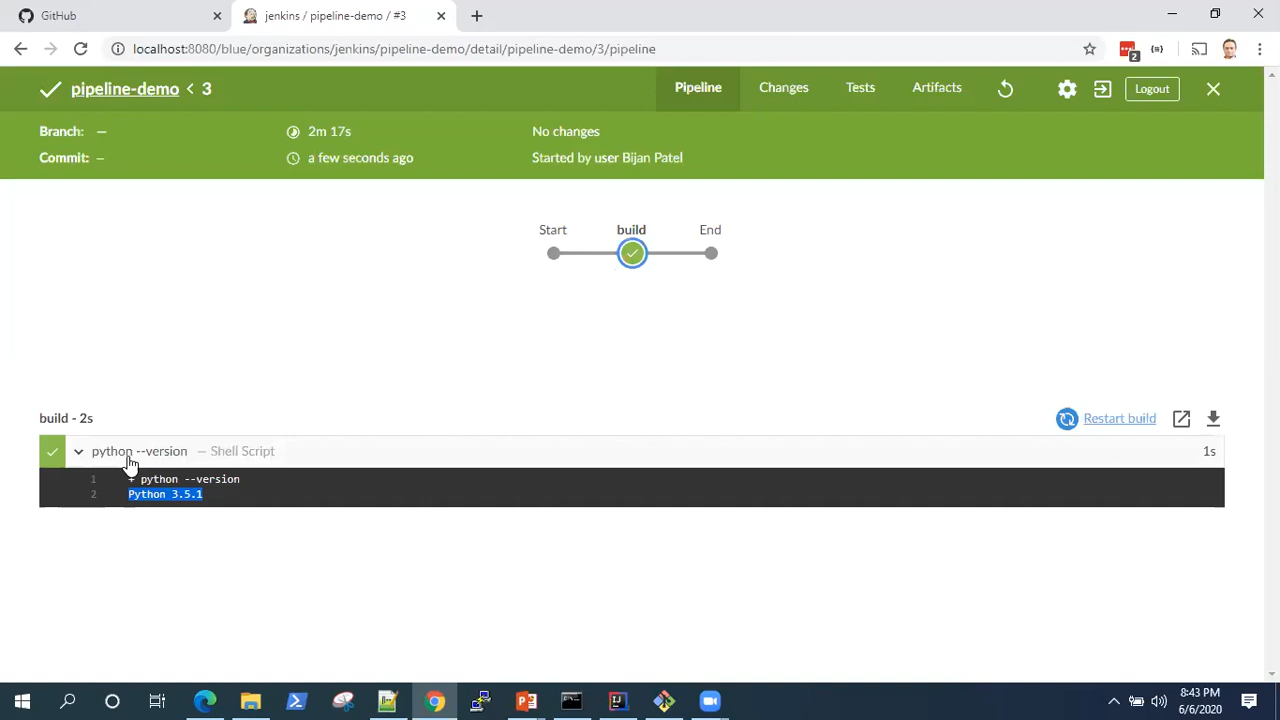 GitHub
jenkins / pipeline-demo / #3
localhost:8080/blue/organizations/jenkins/pipeline-demo/detail/pipeline-demo/3/pipeline
2
pipeline-demo < 3
Pipeline
Changes
Tests
Artifacts
Logout
Branch: —
2m 17s
No changes
Commit: –
a few seconds ago
Started by user Bijan Patel
Start
build
End
build - 2s
Restart build
python --version — Shell Script
1s
1 + python --version
2 Python 3.5.1
8:43 PM
6/6/2020